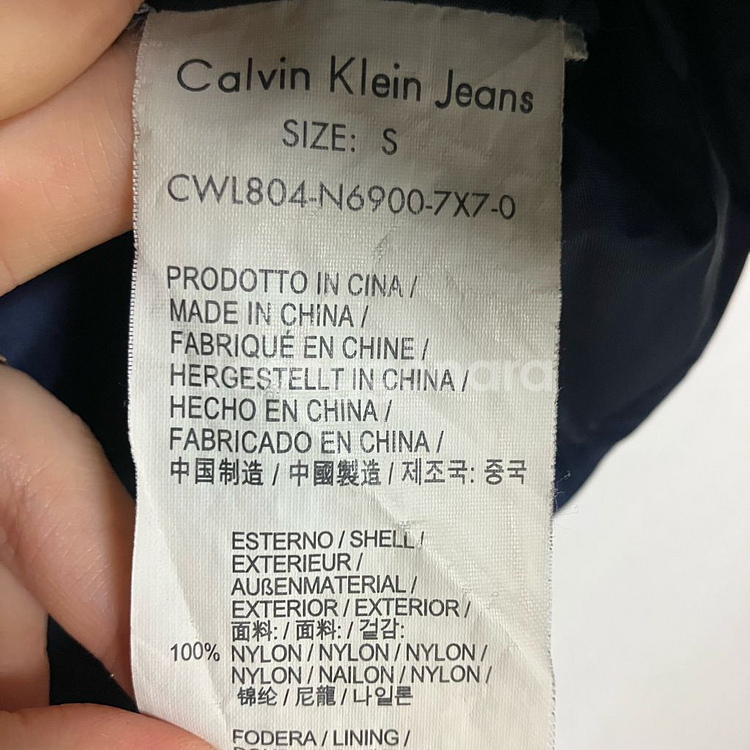 Calvin Klein Jeans
SIZE: S
CWL804-N6900-7X7-0
PRODOTTO IN CINA /
MADE IN CHINA /
FABRIQUÉ EN CHINE /
HERGESTELLT IN CHINA /
HECHO EN CHINA /
FABRICADO EN CHINA /
中国制造 / 中國製造 / 제조국: 중국
ESTERNO / SHELL /
EXTERIEUR /
AUßENMATERIAL /
EXTERIOR / EXTERIOR /
面料: / 面料: / 겉감:
100% NYLON / NYLON / NYLON /
NYLON / NAILON / NYLON /
锦纶 / 尼龍 / 나일론
FODERA / LINING /